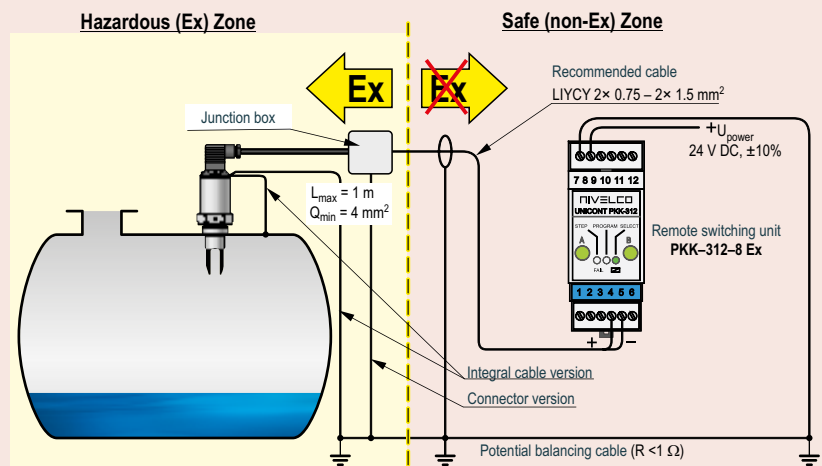 Hazardous (Ex) Zone
Safe (non-Ex) Zone
Ex
Ex
Recommended cable
LIYCY 2× 0.75 – 2× 1.5 mm²
Junction box
+U power
24 V DC, ±10%
7 8 9 10 11 12
Lmax = 1 m
Qmin = 4 mm²
NIVELCO
UNICONT PKK-312
STEP PROGRAM SELECT
A
B
FAIL
Remote switching unit
PKK–312–8 Ex
1 2 3 4 5 6
+ –
Integral cable version
Connector version
Potential balancing cable (R <1 Ω)